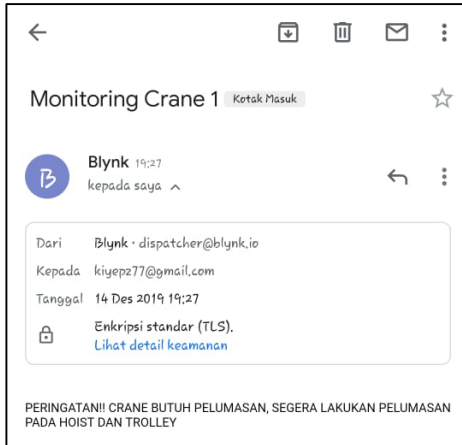 Monitoring Crane 1 Kotak Masuk
B
Blynk 19:27
kepada saya
Dari Blynk · dispatcher@blynk.io
Kepada kiyepz77@gmail.com
Tanggal 14 Des 2019 19:27
Enkripsi standar (TLS).
Lihat detail keamanan
PERINGATAN!! CRANE BUTUH PELUMASAN, SEGERA LAKUKAN PELUMASAN
PADA HOIST DAN TROLLEY